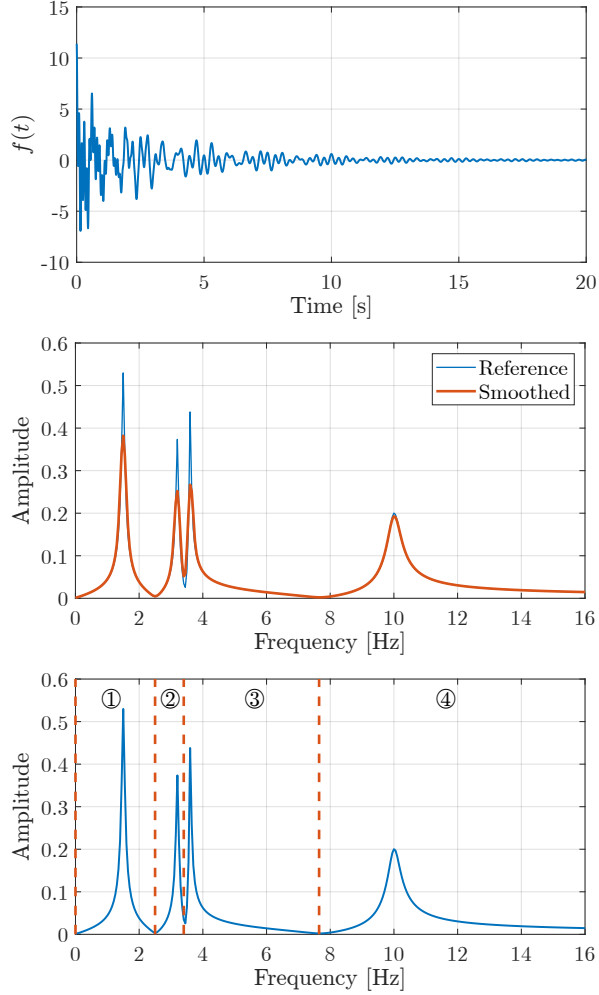 15
10
5
0
-5
-10
f(t)
0 5 10 15 20
Time [s]
0.6
0.5
0.4
0.3
0.2
0.1
0
Amplitude
Reference
Smoothed
0 2 4 6 8 10 12 14 16
Frequency [Hz]
0.6
0.5
0.4
0.3
0.2
0.1
0
Amplitude
① ② ③ ④
0 2 4 6 8 10 12 14 16
Frequency [Hz]